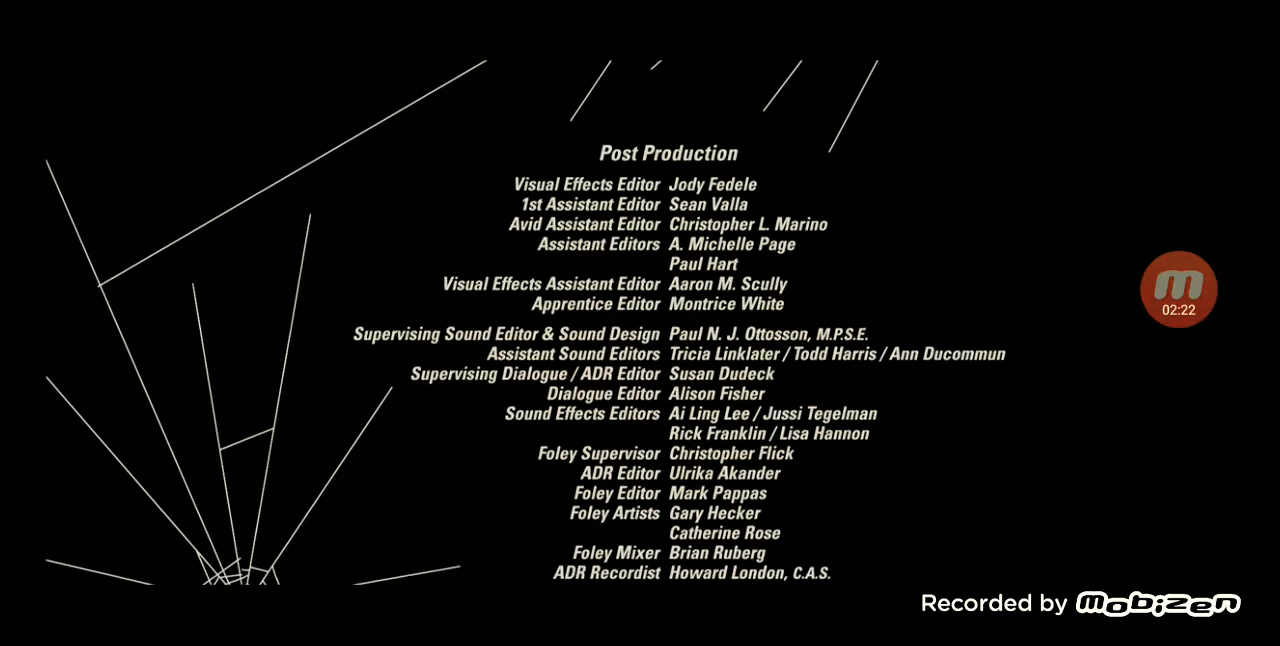 Post Production
Visual Effects Editor Jody Fedele
1st Assistant Editor Sean Valla
Avid Assistant Editor Christopher L. Marino
Assistant Editors A. Michelle Page
Paul Hart
Visual Effects Assistant Editor Aaron M. Scully
Apprentice Editor Montrice White
Supervising Sound Editor & Sound Design Paul N. J. Ottosson, M.P.S.E.
Assistant Sound Editors Tricia Linklater / Todd Harris / Ann Ducommun
Supervising Dialogue / ADR Editor Susan Dudeck
Dialogue Editor Alison Fisher
Sound Effects Editors Ai Ling Lee / Jussi Tegelman
Rick Franklin / Lisa Hannon
Foley Supervisor Christopher Flick
ADR Editor Ulrika Akander
Foley Editor Mark Pappas
Foley Artists Gary Hecker
Catherine Rose
Foley Mixer Brian Ruberg
ADR Recordist Howard London, C.A.S.
m
02:22
Recorded by mobizen